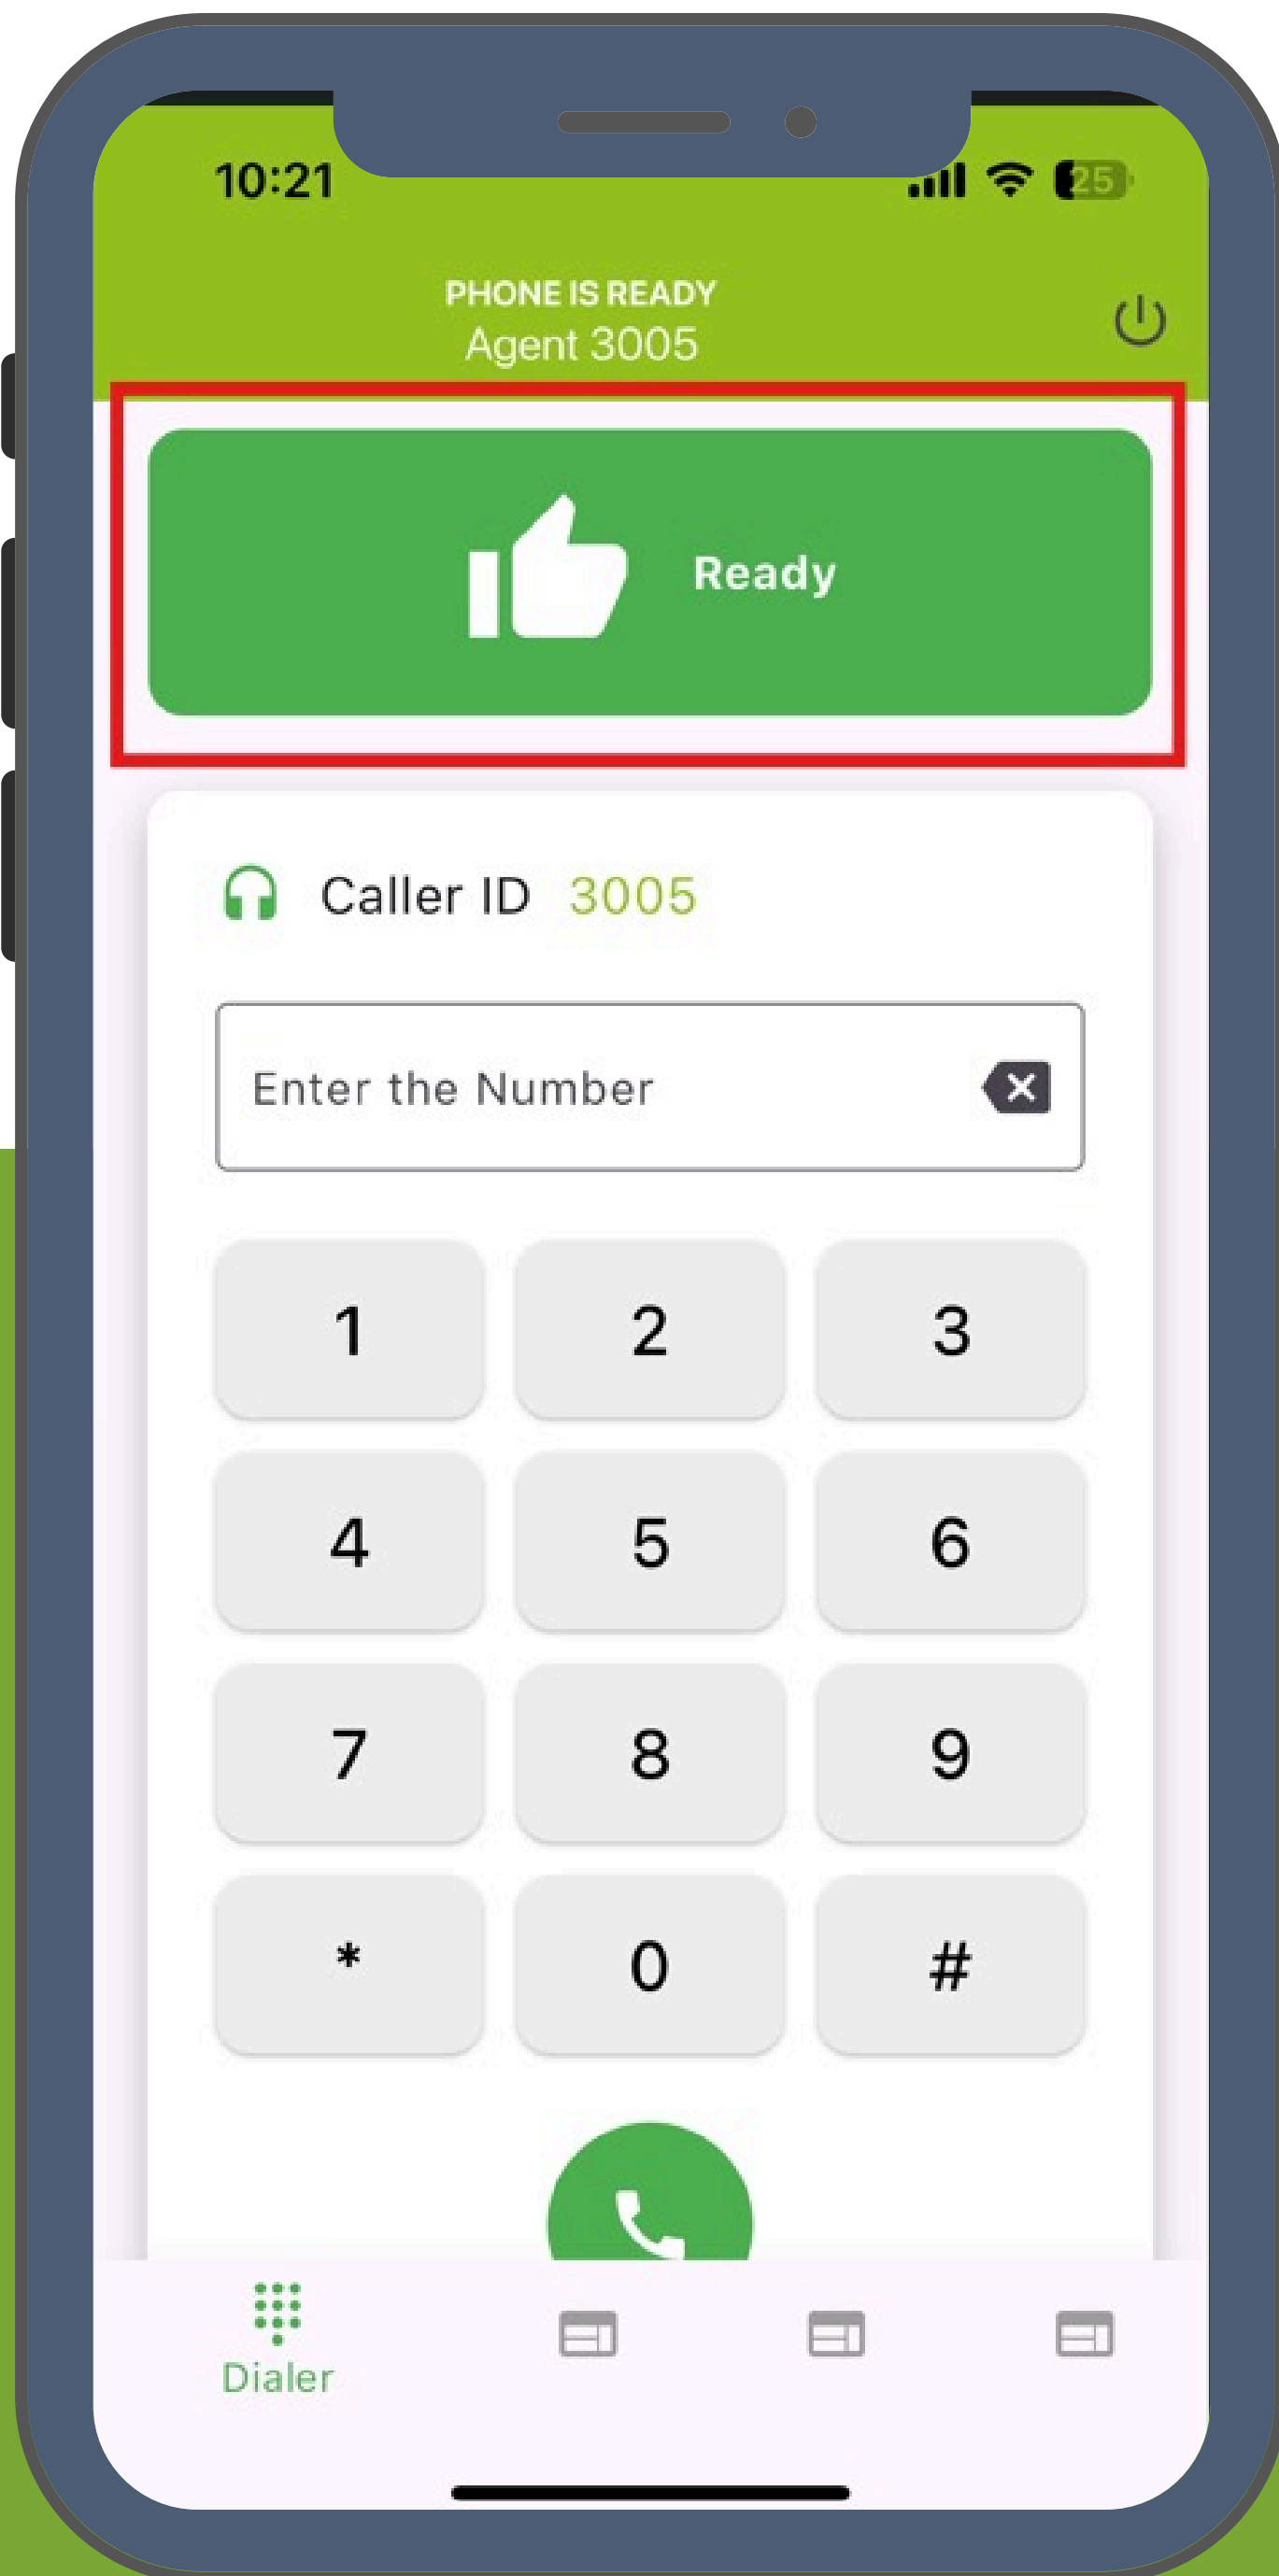 10:21
25
PHONE IS READY
Agent 3005
Ready
Caller ID 3005
Enter the Number
1 2 3
4 5 6
7 8 9
* 0 #
Dialer